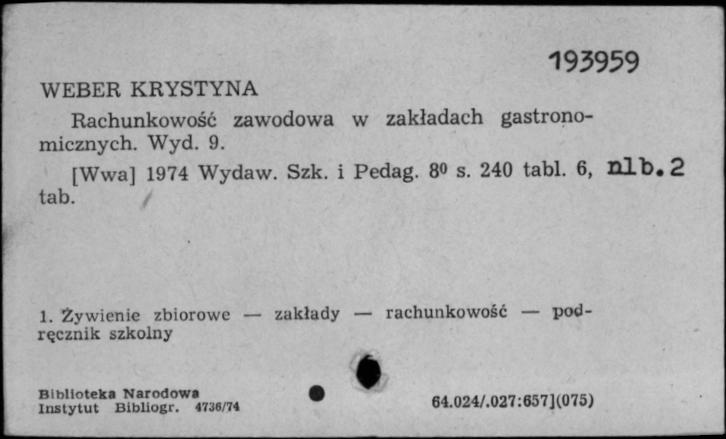 193959
WEBER KRYSTYNA
Rachunkowość zawodowa w zakładach gastrono-
micznych. Wyd. 9.
[Wwa] 1974 Wydaw. Szk. i Pedag. 8⁰ s. 240 tabl. 6, nlb.2
tab.
1. Żywienie zbiorowe — zakłady — rachunkowość — pod-
ręcznik szkolny
Biblioteka Narodowa
Instytut Bibliogr. 4736/74
64.024/.027:657](075)